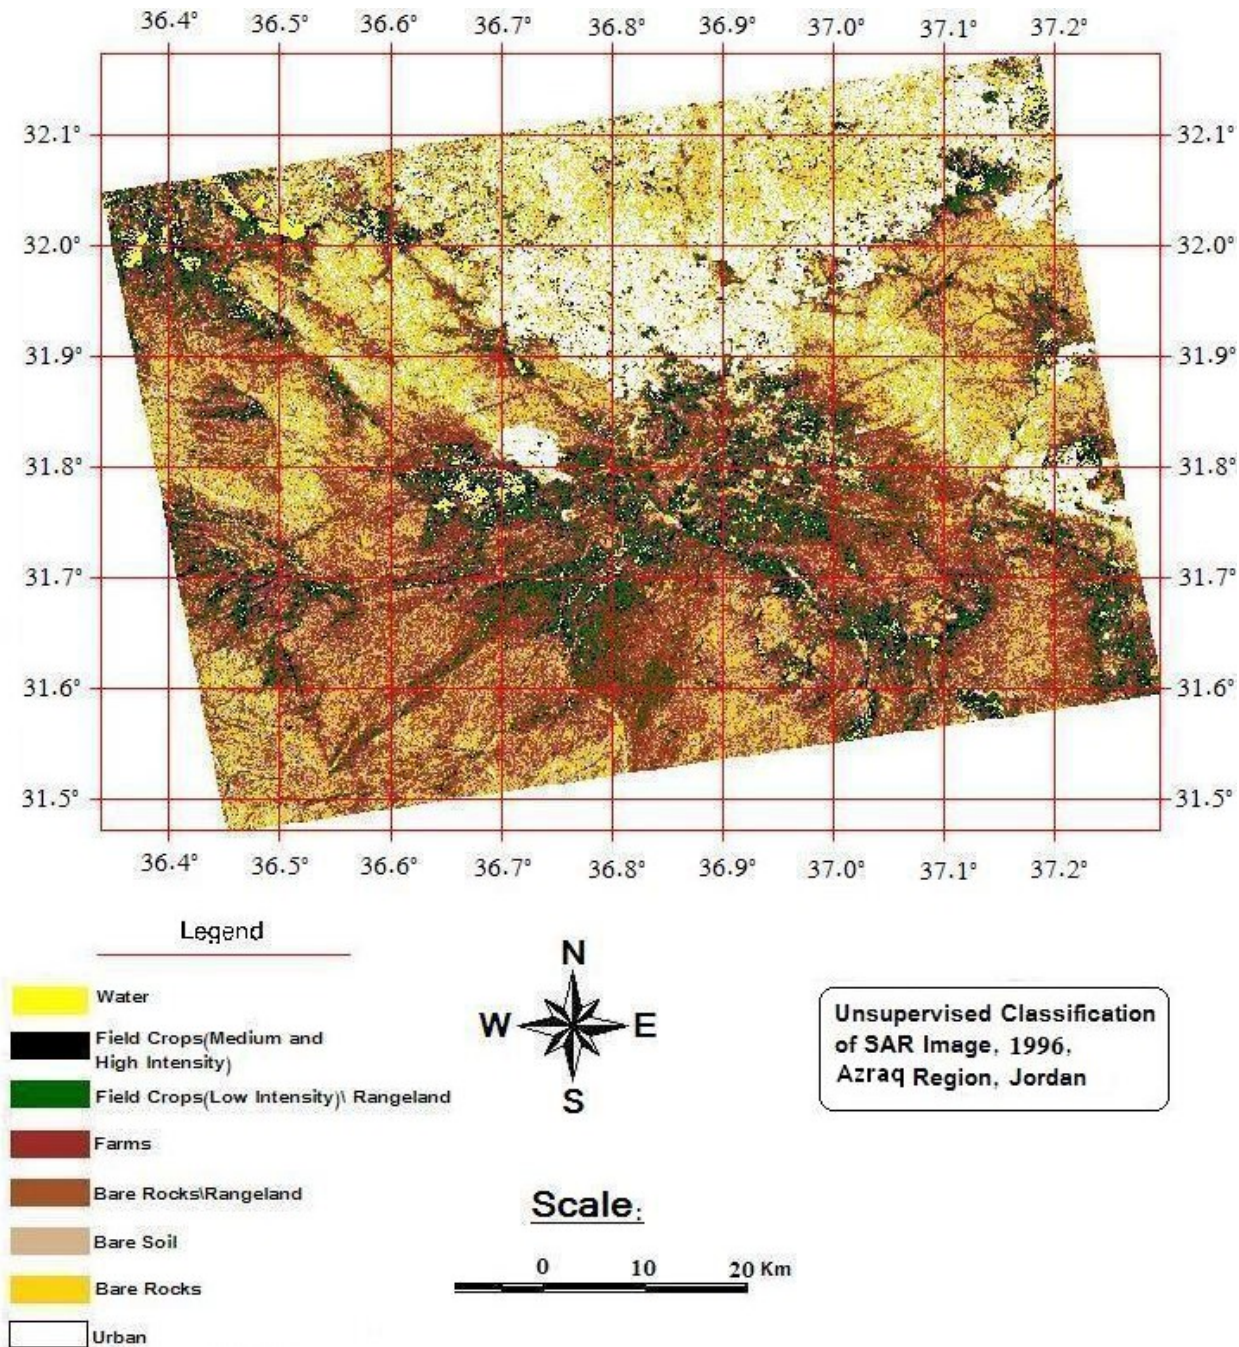 36.4° 36.5° 36.6° 36.7° 36.8° 36.9° 37.0° 37.1° 37.2°
32.1° 32.1°
32.0° 32.0°
31.9° 31.9°
31.8° 31.8°
31.7° 31.7°
31.6° 31.6°
31.5° 31.5°
36.4° 36.5° 36.6° 36.7° 36.8° 36.9° 37.0° 37.1° 37.2°
Legend
Water
Field Crops(Medium and
High Intensity)
Field Crops(Low Intensity)\ Rangeland
Farms
Bare Rocks\Rangeland
Bare Soil
Bare Rocks
Urban
N
W E
S
Scale:
0 10 20 Km
Unsupervised Classification
of SAR Image, 1996,
Azraq Region, Jordan